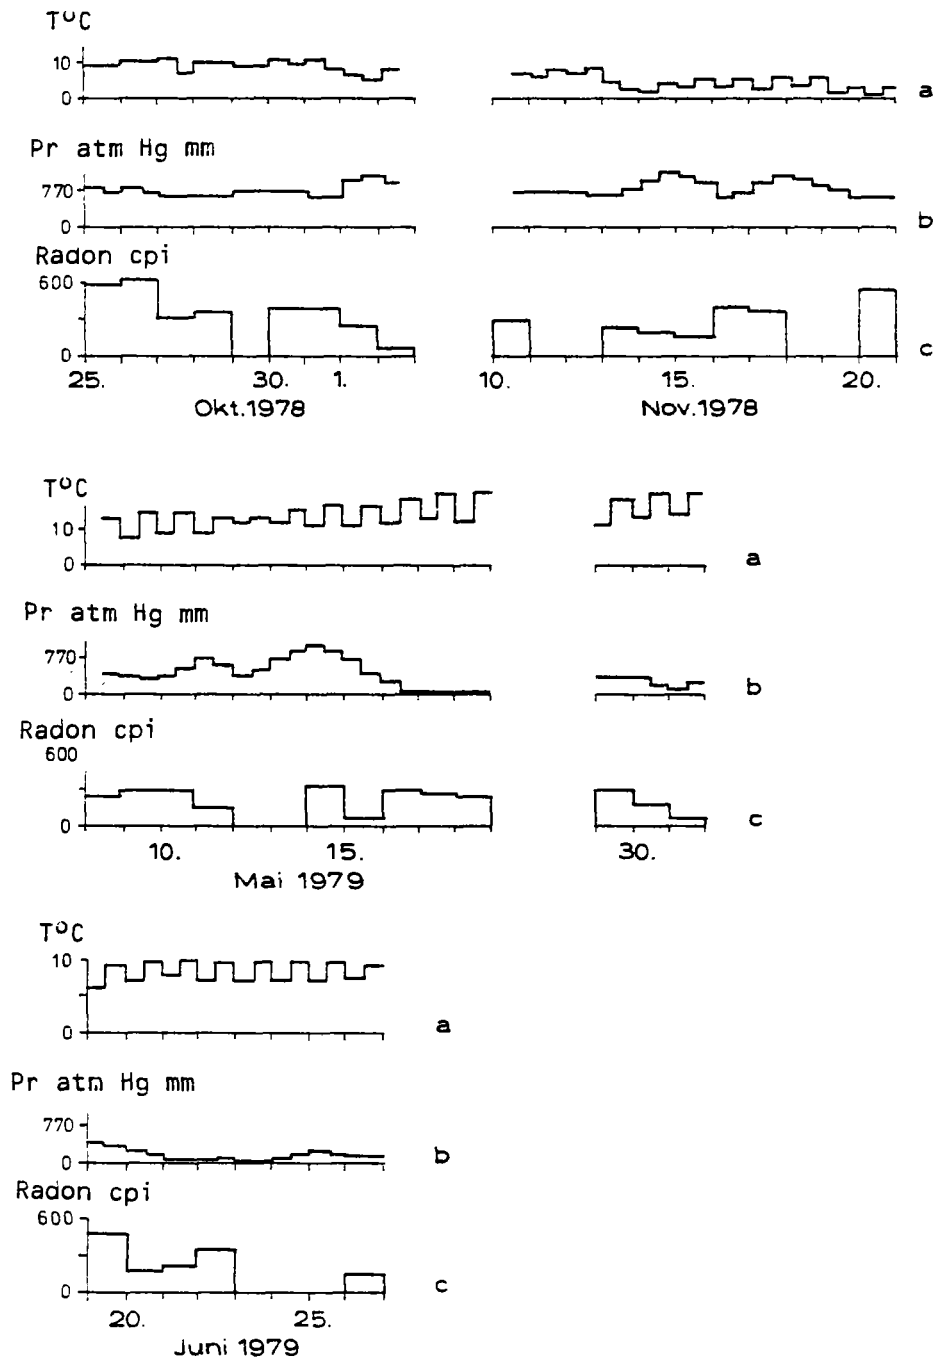 T°C
10
0
a
Pr atm Hg mm
770
0
b
Radon cpi
600
0
c
25. 30. 1. 10. 15. 20.
Okt.1978 Nov.1978
T°C
10
0
a
Pr atm Hg mm
770
0
b
Radon cpi
600
0
c
10. 15. 30.
Mai 1979
T°C
10
0
a
Pr atm Hg mm
770
0
b
Radon cpi
600
0
c
20. 25.
Juni 1979